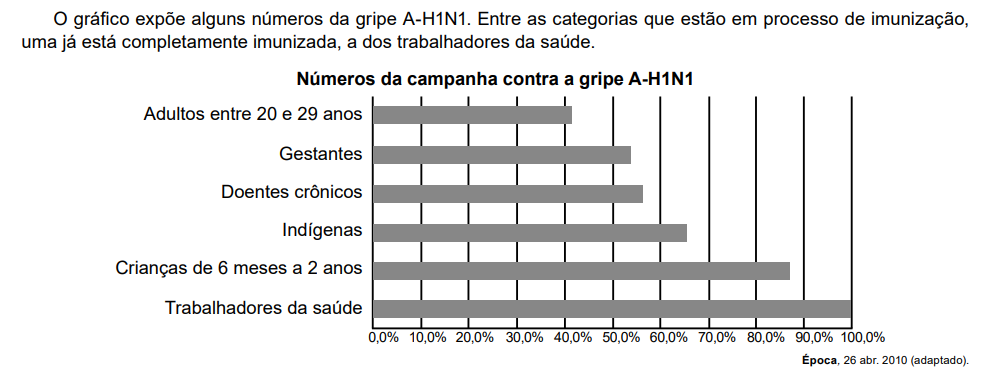 O gráfico expõe alguns números da gripe A-H1N1. Entre as categorias que estão em processo de imunização,
uma já está completamente imunizada, a dos trabalhadores da saúde.
Números da campanha contra a gripe A-H1N1
Adultos entre 20 e 29 anos
Gestantes
Doentes crônicos
Indígenas
Crianças de 6 meses a 2 anos
Trabalhadores da saúde
0,0% 10,0% 20,0% 30,0% 40,0% 50,0% 60,0% 70,0% 80,0% 90,0% 100,0%
Época, 26 abr. 2010 (adaptado).